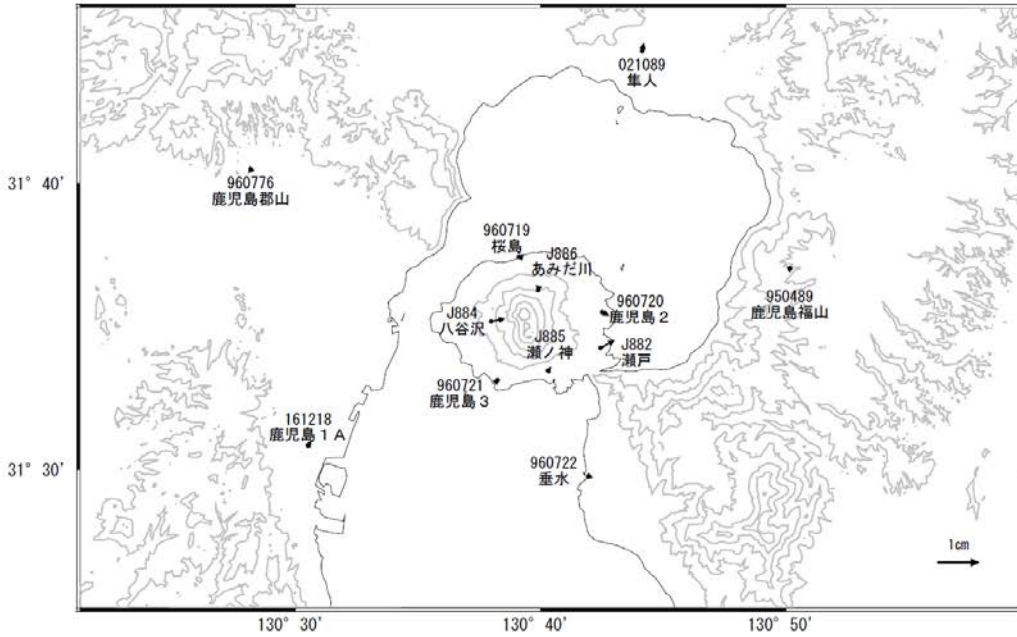 021089
隼人
31° 40'
960776
鹿児島郡山
960719
桜島
J886
あみだ川
950489
鹿児島福山
960720
鹿児島２
J884
八谷沢
J885
瀬ノ神
J882
瀬戸
960721
鹿児島３
161218
鹿児島１Ａ
31° 30'
960722
垂水
1cm
130° 30'
130° 40'
130° 50'